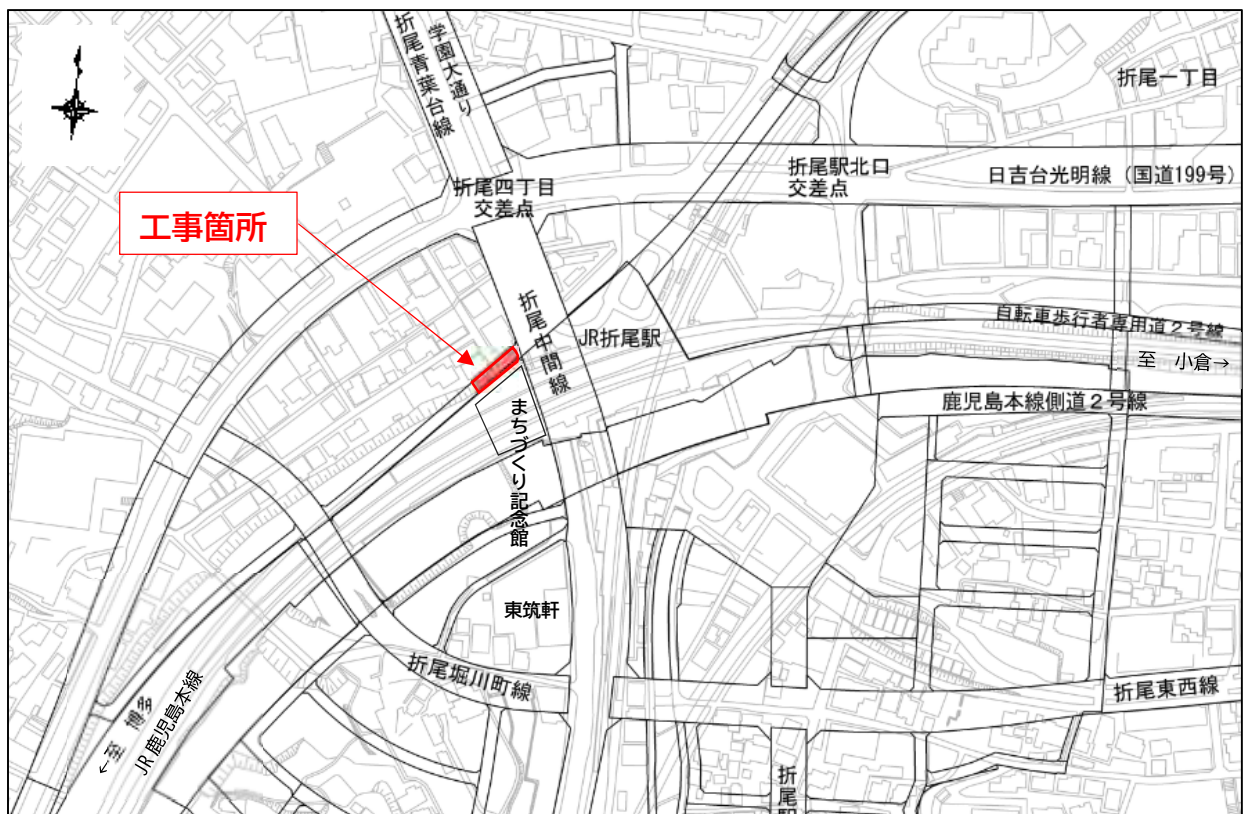 学園大通り
折尾青葉台線
折尾一丁目
折尾駅北口
交差点
日吉台光明線（国道199号）
折尾四丁目
交差点
工事箇所
折尾中間線
JR折尾駅
自転車歩行者専用道２号線
至 小倉→
鹿児島本線側道２号線
まちづくり記念館
東筑軒
折尾堀川町線
折尾東西線
←至 博多
JR鹿児島本線
折尾駅